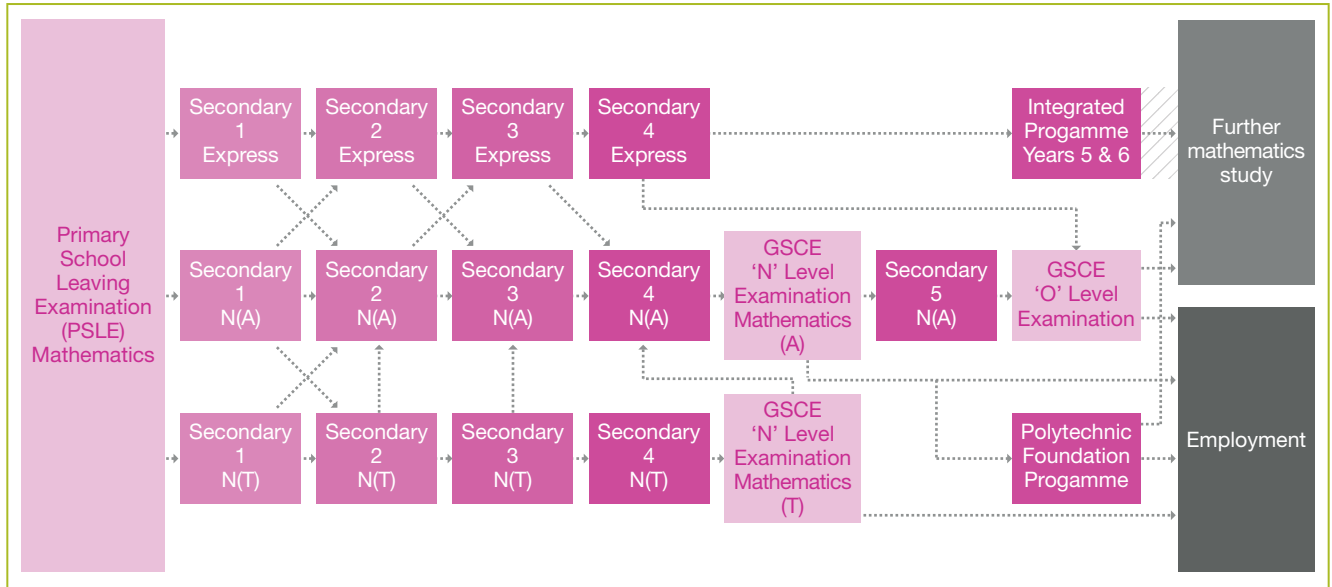 Primary
School
Leaving
Examination
(PSLE)
Mathematics
Secondary
1
Express
Secondary
2
Express
Secondary
3
Express
Secondary
4
Express
Integrated
Progamme
Years 5 & 6
Further
mathematics
study
Secondary
1
N(A)
Secondary
2
N(A)
Secondary
3
N(A)
Secondary
4
N(A)
GSCE
‘N’ Level
Examination
Mathematics
(A)
Secondary
5
N(A)
GSCE
‘O’ Level
Examination
Secondary
1
N(T)
Secondary
2
N(T)
Secondary
3
N(T)
Secondary
4
N(T)
GSCE
‘N’ Level
Examination
Mathematics
(T)
Polytechnic
Foundation
Progamme
Employment